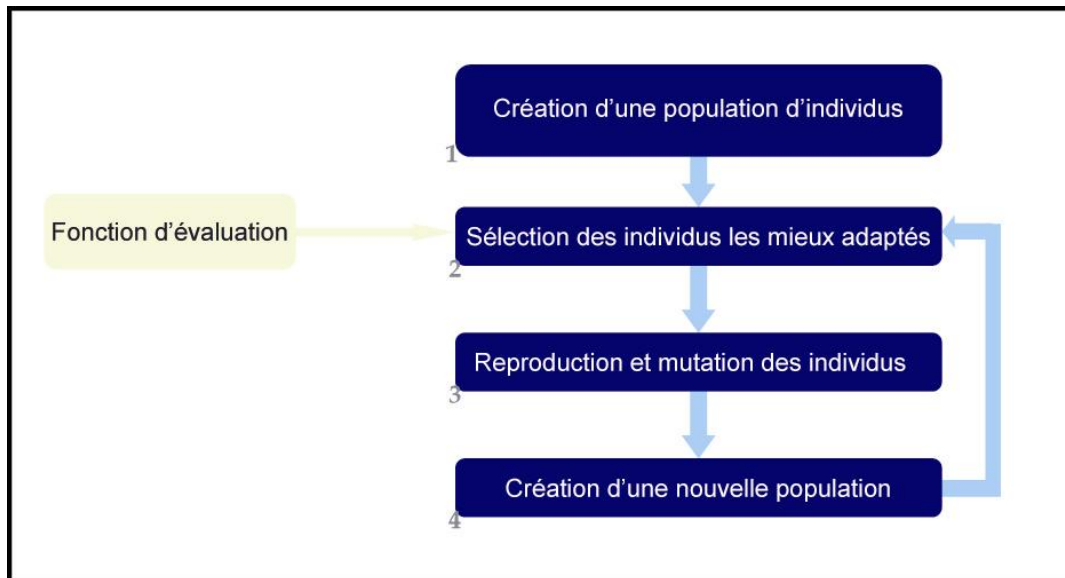 Création d’une population d’individus
1
Fonction d’évaluation
Sélection des individus les mieux adaptés
2
Reproduction et mutation des individus
3
Création d’une nouvelle population
4